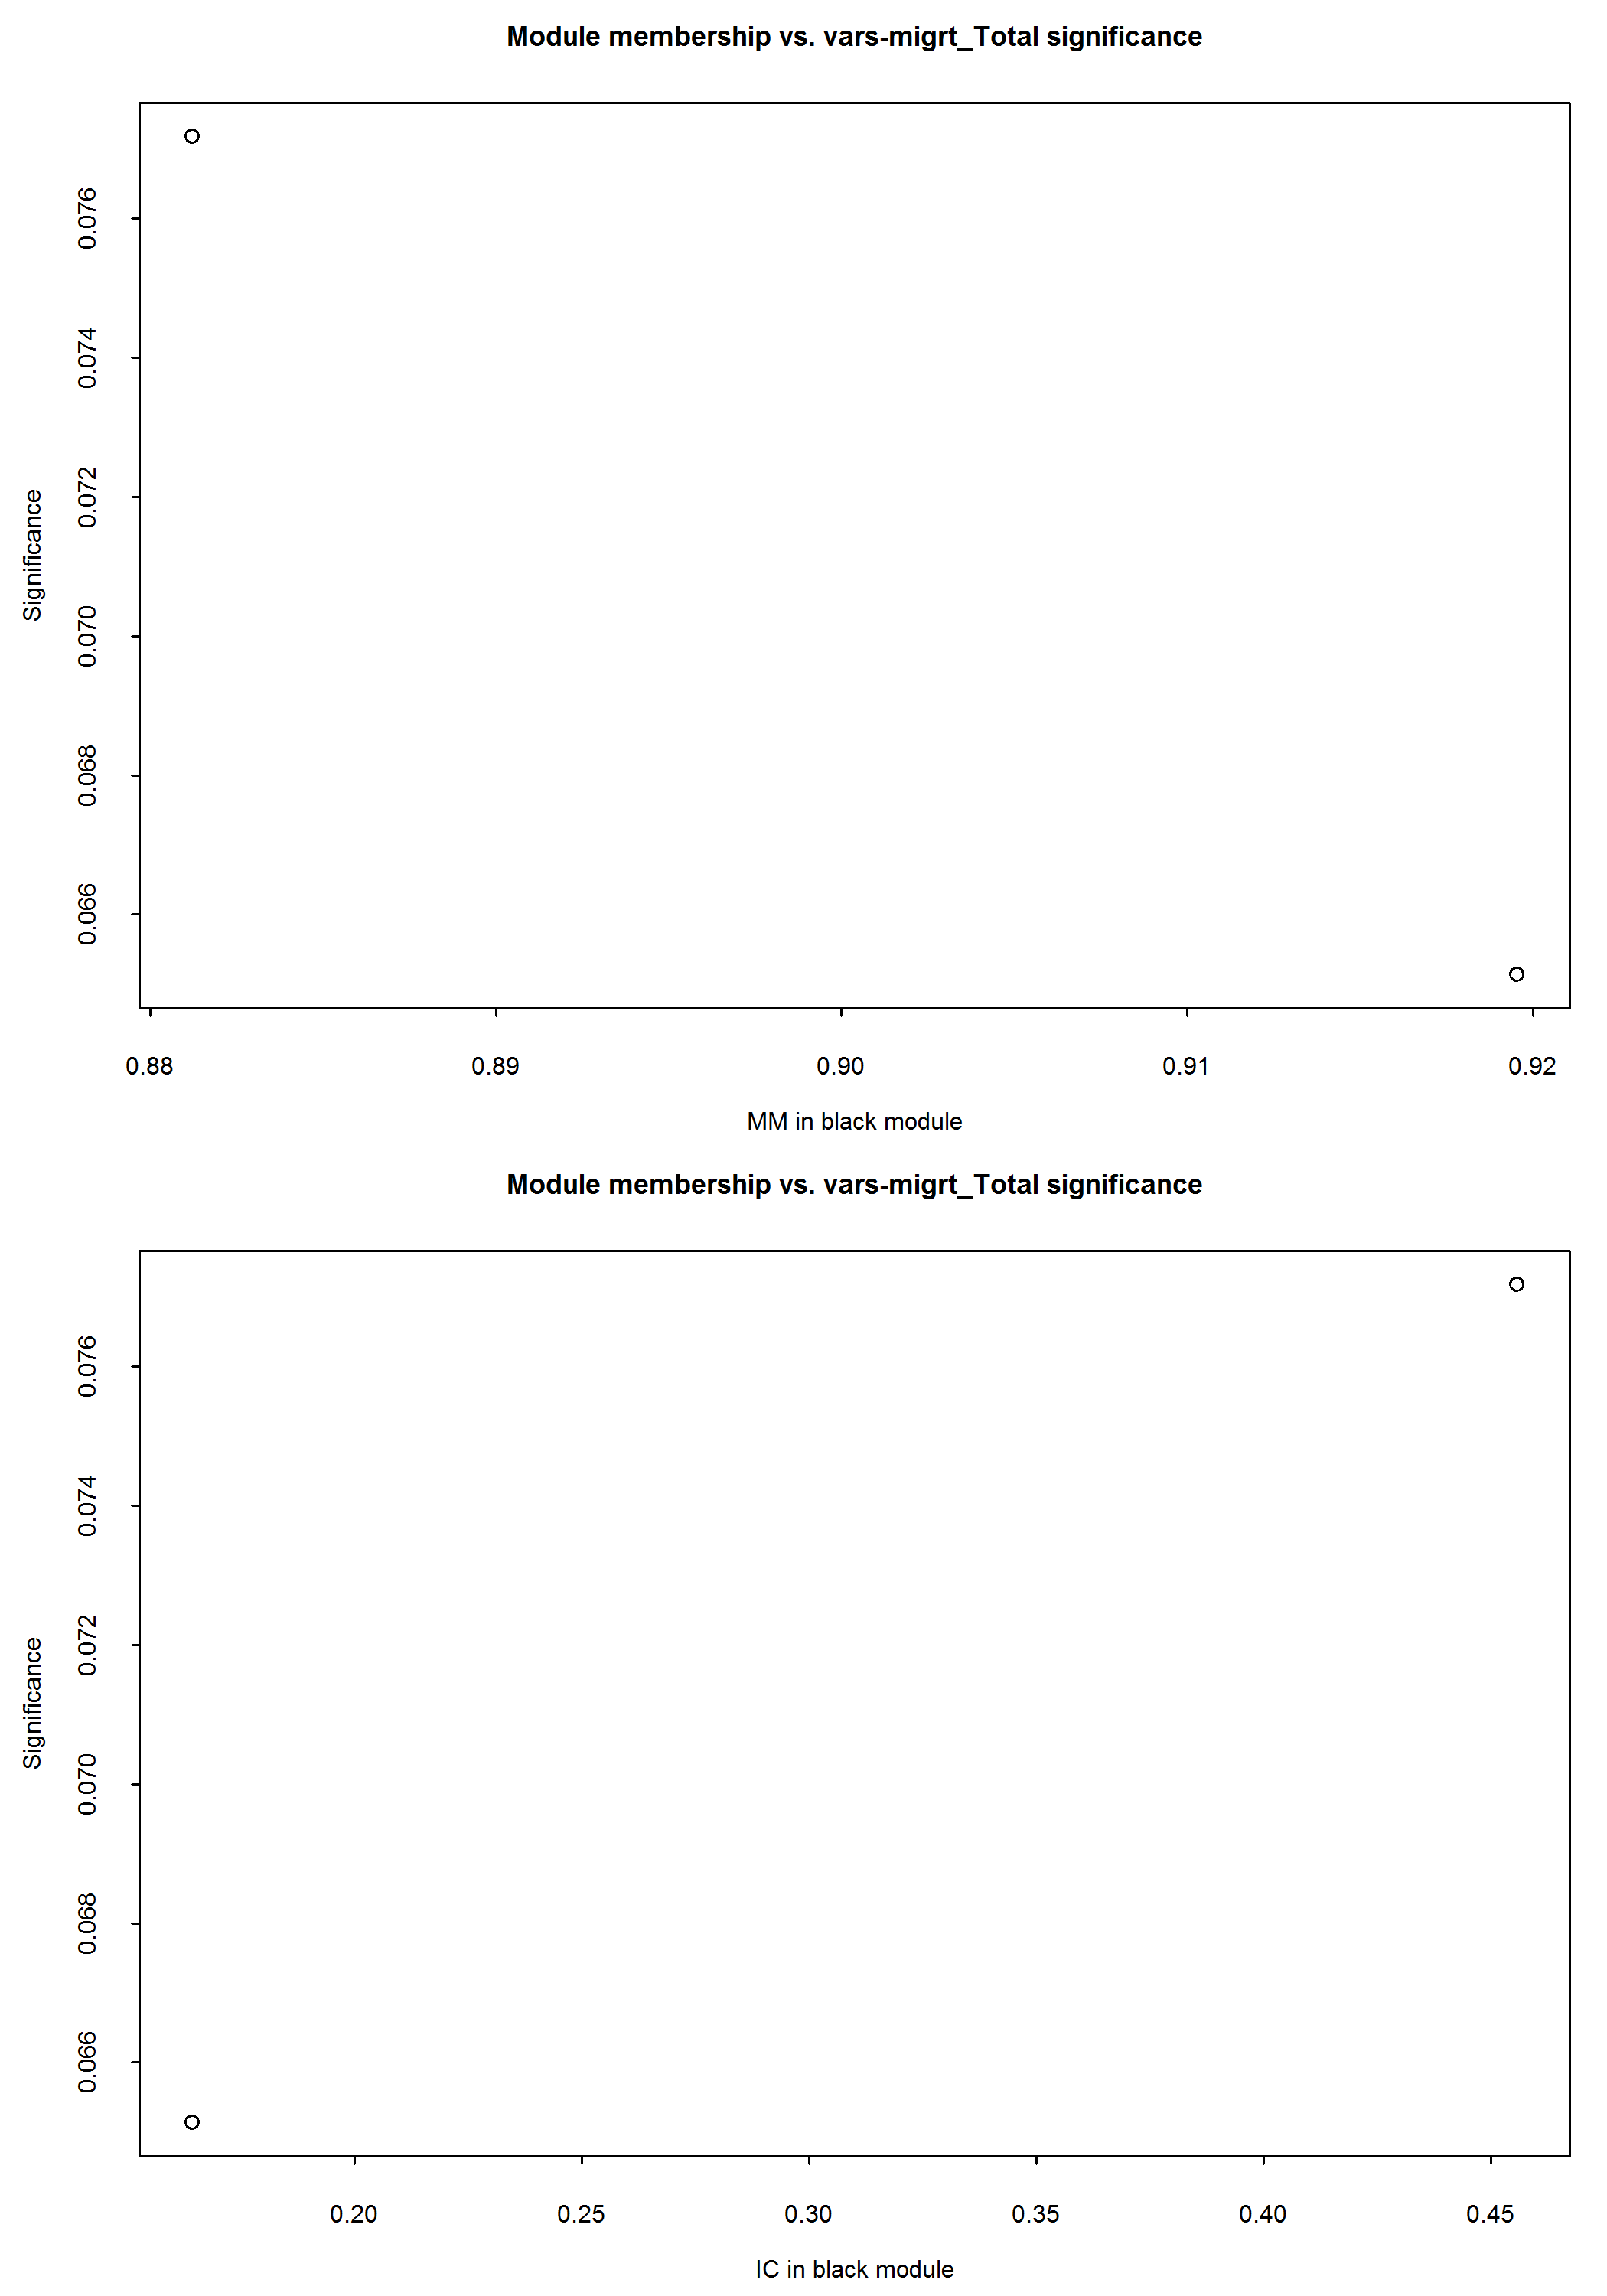 Module membership vs. vars-migrt_Total significance
0.076
0.074
0.072
0.070
0.068
0.066
Significance
0.88 0.89 0.90 0.91 0.92
MM in black module
Module membership vs. vars-migrt_Total significance
0.076
0.074
0.072
0.070
0.068
0.066
Significance
0.20 0.25 0.30 0.35 0.40 0.45
IC in black module